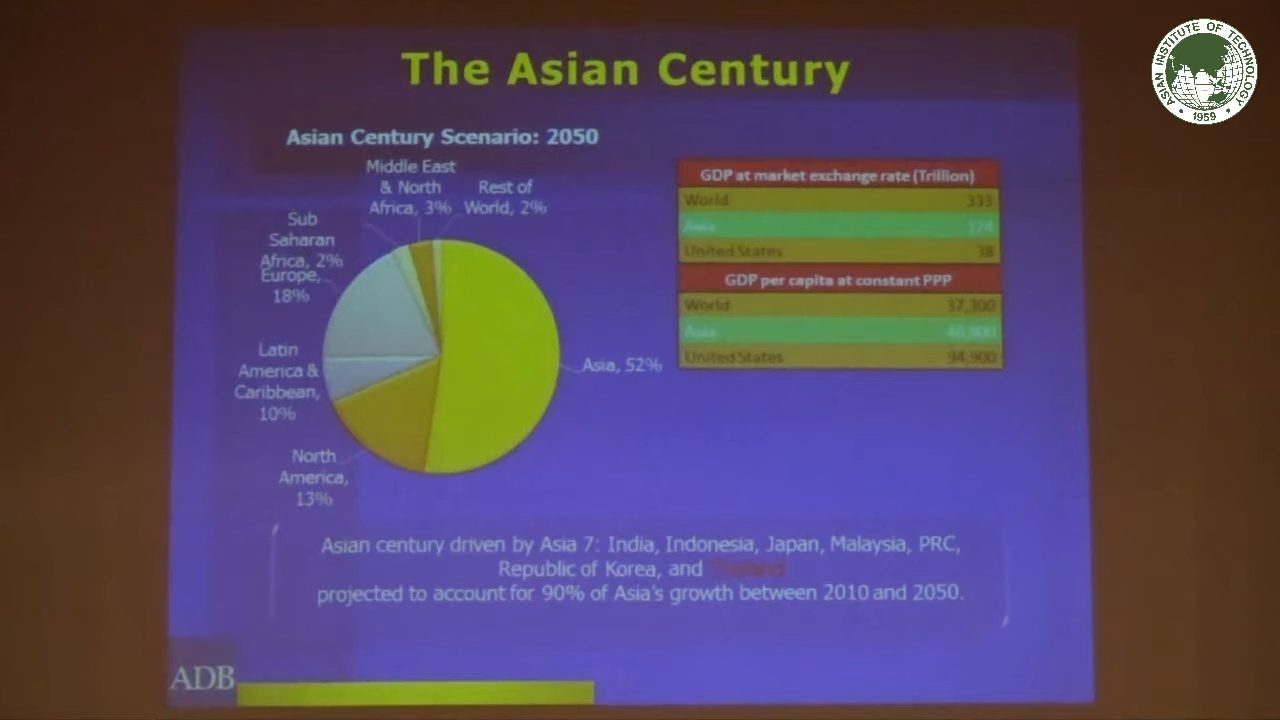 The Asian Century
Asian Century Scenario: 2050
Middle East
& North
Africa, 3%
Rest of
World, 2%
Sub
Saharan
Africa, 2%
Europe,
18%
Latin
America &
Caribbean,
10%
North
America,
13%
Asia, 52%
GDP at market exchange rate (Trillion)
World 333
Asia 174
United States 38
GDP per capita at constant PPP
World 37,300
Asia 40,800
United States 94,900
Asian century driven by Asia 7: India, Indonesia, Japan, Malaysia, PRC,
Republic of Korea, and Thailand
projected to account for 90% of Asia's growth between 2010 and 2050.
ADB
ASIAN INSTITUTE OF TECHNOLOGY
1959